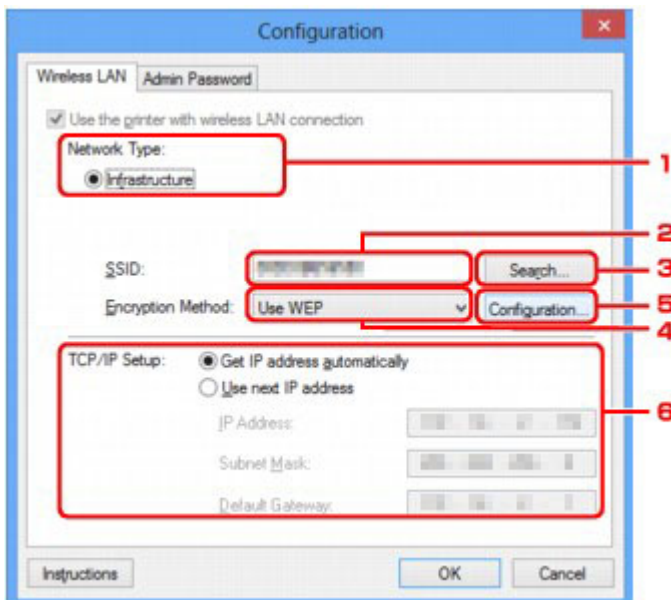 Configuration
Wireless LAN Admin Password
Use the printer with wireless LAN connection
Network Type:
1
Infrastructure
2
SSID: Search... 3
Encryption Method: Use WEP Configuration... 5
4
TCP/IP Setup: Get IP address automatically
Use next IP address
6
IP Address:
Subnet Mask:
Default Gateway:
Instructions OK Cancel